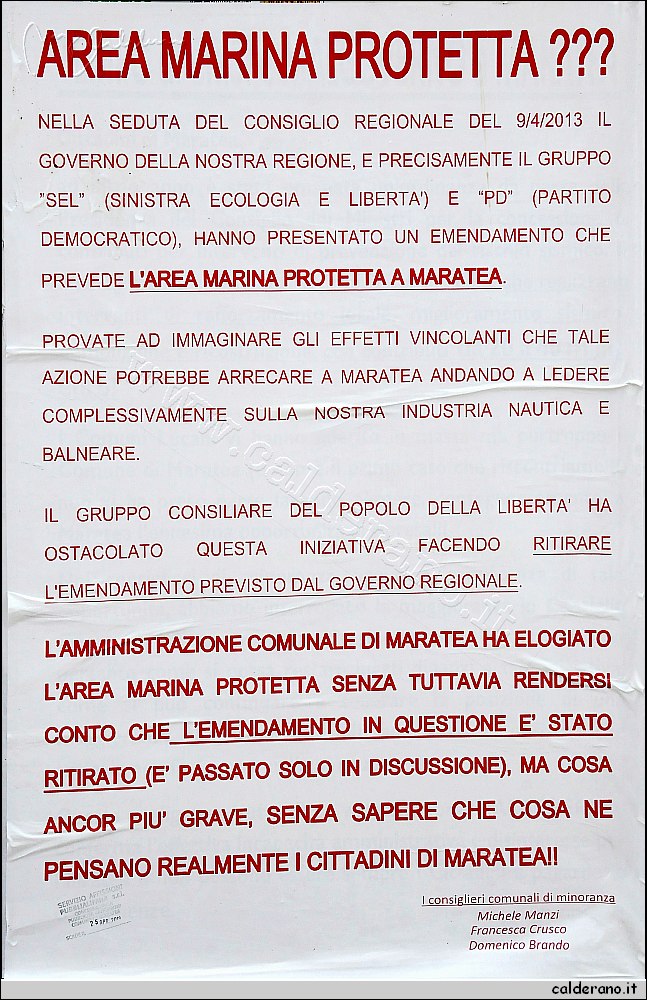 AREA MARINA PROTETTA ???
NELLA SEDUTA DEL CONSIGLIO REGIONALE DEL 9/4/2013 IL
GOVERNO DELLA NOSTRA REGIONE, E PRECISAMENTE IL GRUPPO
"SEL" (SINISTRA ECOLOGIA E LIBERTA') E "PD" (PARTITO
DEMOCRATICO), HANNO PRESENTATO UN EMENDAMENTO CHE
PREVEDE L'AREA MARINA PROTETTA A MARATEA.
PROVATE AD IMMAGINARE GLI EFFETTI VINCOLANTI CHE TALE
AZIONE POTREBBE ARRECARE A MARATEA ANDANDO A LEDERE
COMPLESSIVAMENTE SULLA NOSTRA INDUSTRIA NAUTICA E
BALNEARE.
IL GRUPPO CONSILIARE DEL POPOLO DELLA LIBERTA' HA
OSTACOLATO QUESTA INIZIATIVA FACENDO RITIRARE
L'EMENDAMENTO PREVISTO DAL GOVERNO REGIONALE.
L'AMMINISTRAZIONE COMUNALE DI MARATEA HA ELOGIATO
L'AREA MARINA PROTETTA SENZA TUTTAVIA RENDERSI
CONTO CHE L'EMENDAMENTO IN QUESTIONE E' STATO
RITIRATO (E' PASSATO SOLO IN DISCUSSIONE), MA COSA
ANCOR PIU' GRAVE, SENZA SAPERE CHE COSA NE
PENSANO REALMENTE I CITTADINI DI MARATEA!!
SERVIZIO AFFISSIONI
I consiglieri comunali di minoranza
Michele Manzi
Francesca Crusco
Domenico Brando
www.calderano.it
calderano.it